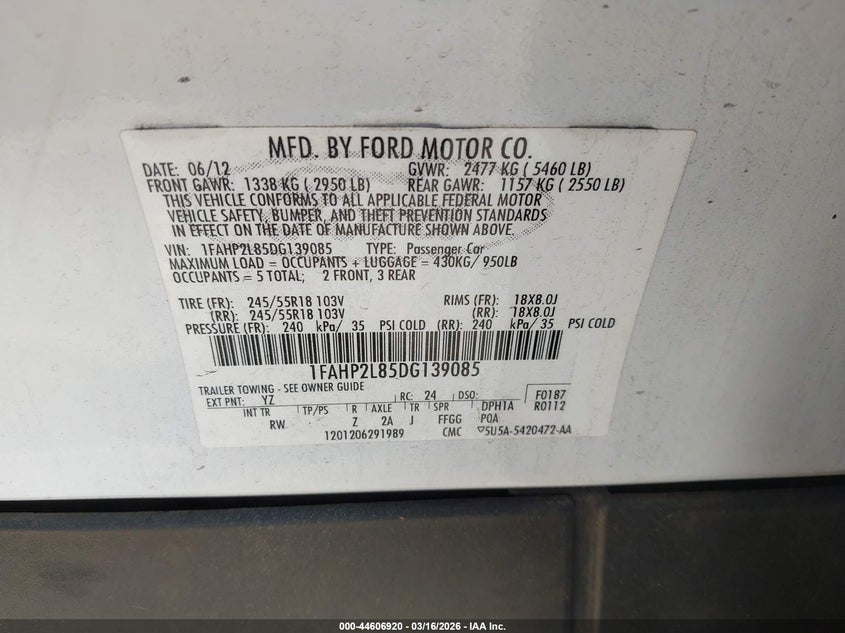 MFD. BY FORD MOTOR CO.
DATE: 06/12 GVWR: 2477 KG ( 5460 LB)
FRONT GAWR: 1338 KG ( 2950 LB) REAR GAWR: 1157 KG ( 2550 LB)
THIS VEHICLE CONFORMS TO ALL APPLICABLE FEDERAL MOTOR
VEHICLE SAFETY, BUMPER, AND THEFT PREVENTION STANDARDS
IN EFFECT ON THE DATE OF MANUFACTURE SHOWN ABOVE.
VIN: 1FAHP2L85DG139085 TYPE: Passenger Car
MAXIMUM LOAD = OCCUPANTS + LUGGAGE = 430KG/ 950LB
OCCUPANTS = 5 TOTAL; 2 FRONT, 3 REAR
TIRE (FR): 245/55R18 103V RIMS (FR): 18X8.0J
(RR): 245/55R18 103V (RR): 18X8.0J
PRESSURE (FR): 240 kPa/ 35 PSI COLD (RR): 240 kPa/ 35 PSI COLD
1FAHP2L85DG139085
TRAILER TOWING - SEE OWNER GUIDE
EXT PNT: YZ RC: 24 DSO: F0187
INT TR TP/PS R AXLE TR SPR DPH1A R0112
RW Z 2A J FFGG POA
1201206291989 CMC ▽5U5A-5420472-AA
000-44606920 - 03/16/2026 - IAA Inc.